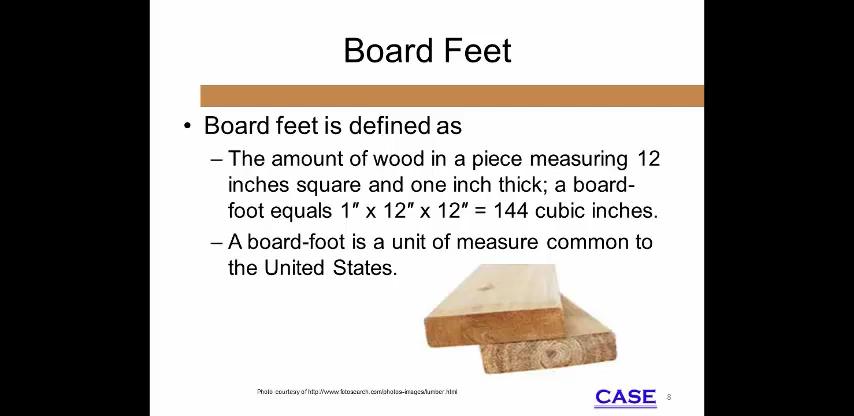 Board Feet
• Board feet is defined as
– The amount of wood in a piece measuring 12
inches square and one inch thick; a board-
foot equals 1″ x 12″ x 12″ = 144 cubic inches.
– A board-foot is a unit of measure common to
the United States.
Photo courtesy of http://www.fotosearch.com/photos-images/lumber.html
CASE
8